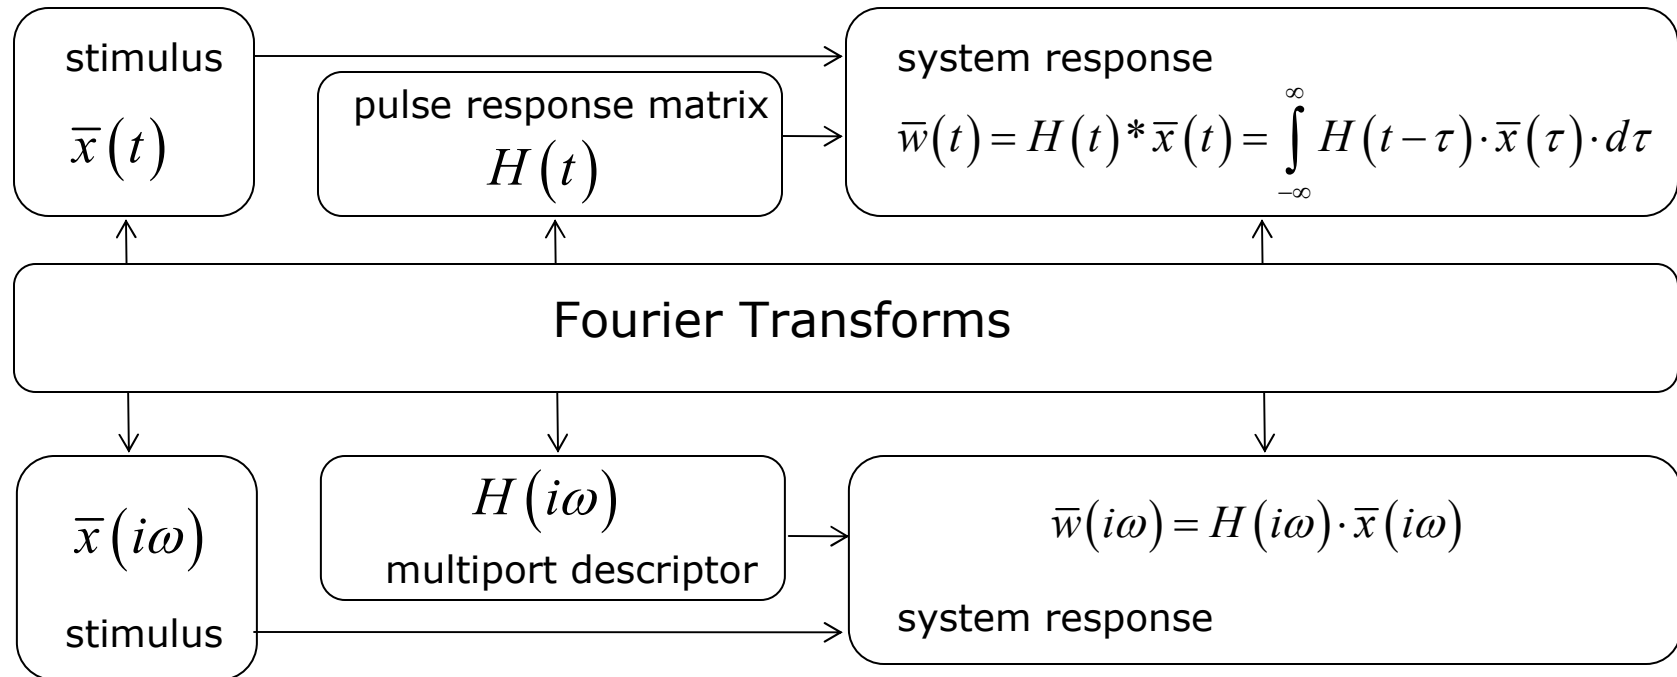 stimulus
x̅(t)
pulse response matrix
H(t)
system response
w̅(t) = H(t) * x̅(t) = ∫_{−∞}^{∞} H(t−τ)·x̅(τ)·dτ
Fourier Transforms
x̅(iω)
stimulus
H(iω)
multiport descriptor
w̅(iω) = H(iω)·x̅(iω)
system response